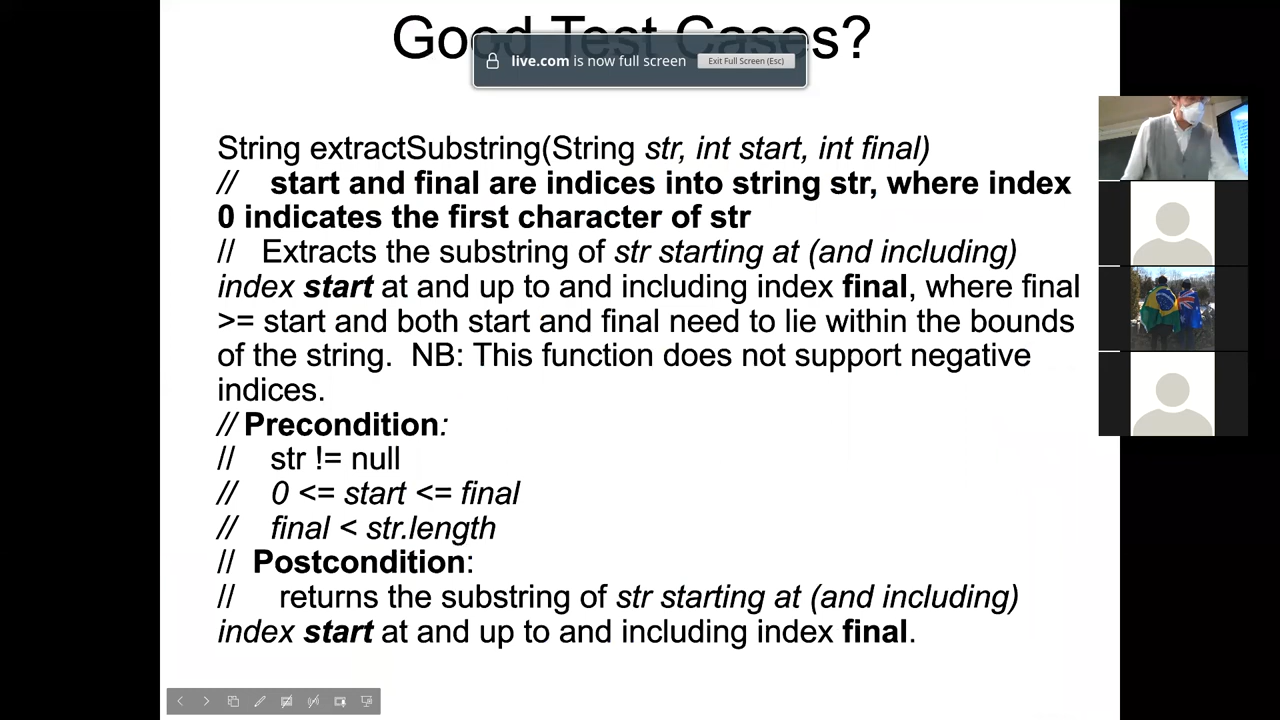 Good Test Cases?
live.com is now full screen
Exit Full Screen (Esc)
String extractSubstring(String str, int start, int final)
// start and final are indices into string str, where index
0 indicates the first character of str
// Extracts the substring of str starting at (and including)
index start at and up to and including index final, where final
>= start and both start and final need to lie within the bounds
of the string. NB: This function does not support negative
indices.
// Precondition:
// str != null
// 0 <= start <= final
// final < str.length
// Postcondition:
// returns the substring of str starting at (and including)
index start at and up to and including index final.